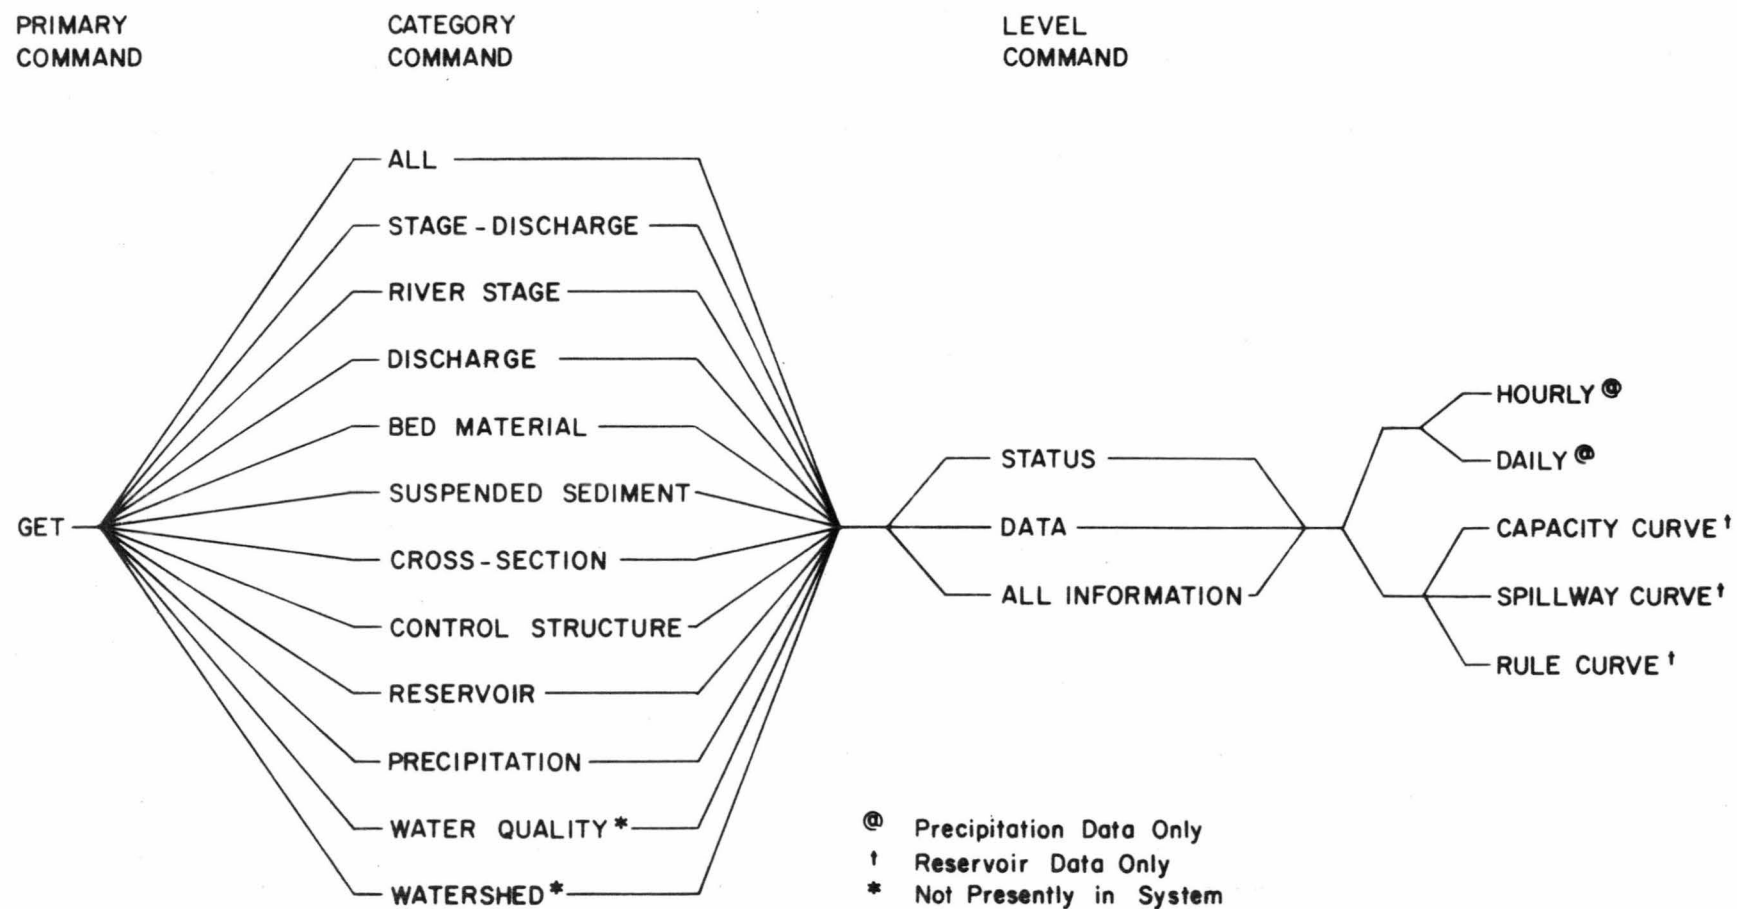 PRIMARY
COMMAND
CATEGORY
COMMAND
LEVEL
COMMAND
GET
ALL
STAGE - DISCHARGE
RIVER STAGE
DISCHARGE
BED MATERIAL
SUSPENDED SEDIMENT
CROSS - SECTION
CONTROL STRUCTURE
RESERVOIR
PRECIPITATION
WATER QUALITY*
WATERSHED*
STATUS
DATA
ALL INFORMATION
HOURLY @
DAILY @
CAPACITY CURVE †
SPILLWAY CURVE †
RULE CURVE †
@ Precipitation Data Only
† Reservoir Data Only
* Not Presently in System